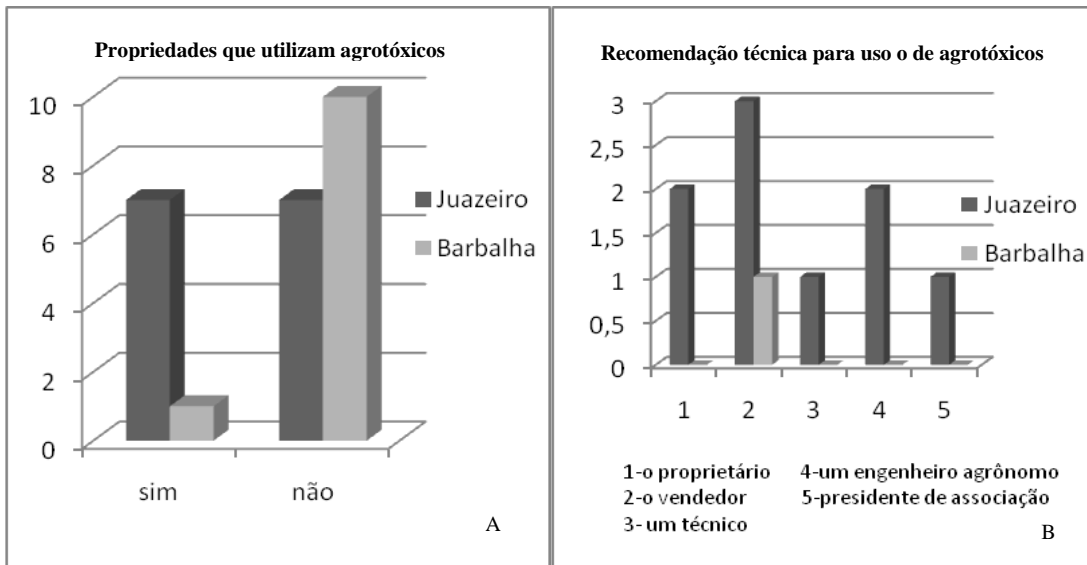 Propriedades que utilizam agrotóxicos
10
8
6
4
2
0
sim não
Juazeiro
Barbalha
A
Recomendação técnica para uso o de agrotóxicos
3
2,5
2
1,5
1
0,5
0
1 2 3 4 5
Juazeiro
Barbalha
1-o proprietário 4-um engenheiro agrônomo
2-o vendedor 5-presidente de associação
3- um técnico
B